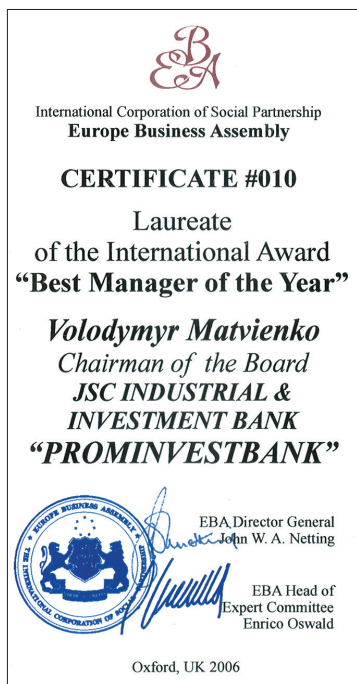 EBA
International Corporation of Social Partnership
Europe Business Assembly
CERTIFICATE #010
Laureate
of the International Award
“Best Manager of the Year”
Volodymyr Matvienko
Chairman of the Board
JSC INDUSTRIAL &
INVESTMENT BANK
“PROMINVESTBANK”
EUROPE BUSINESS ASSEMBLY
THE INTERNATIONAL CORPORATION OF SOCIAL PARTNERSHIP
EBA Director General
John W. A. Netting
EBA Head of
Expert Committee
Enrico Oswald
Oxford, UK 2006